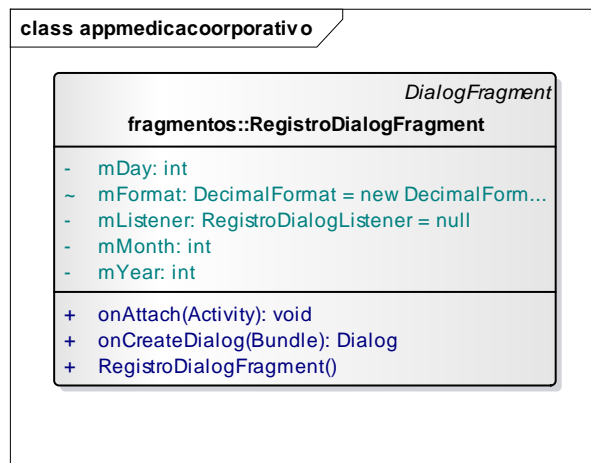 class appmedicacoorporativo
DialogFragment
fragmentos::RegistroDialogFragment
- mDay: int
~ mFormat: DecimalFormat = new DecimalForm...
- mListener: RegistroDialogListener = null
- mMonth: int
- mYear: int
+ onAttach(Activity): void
+ onCreateDialog(Bundle): Dialog
+ RegistroDialogFragment()